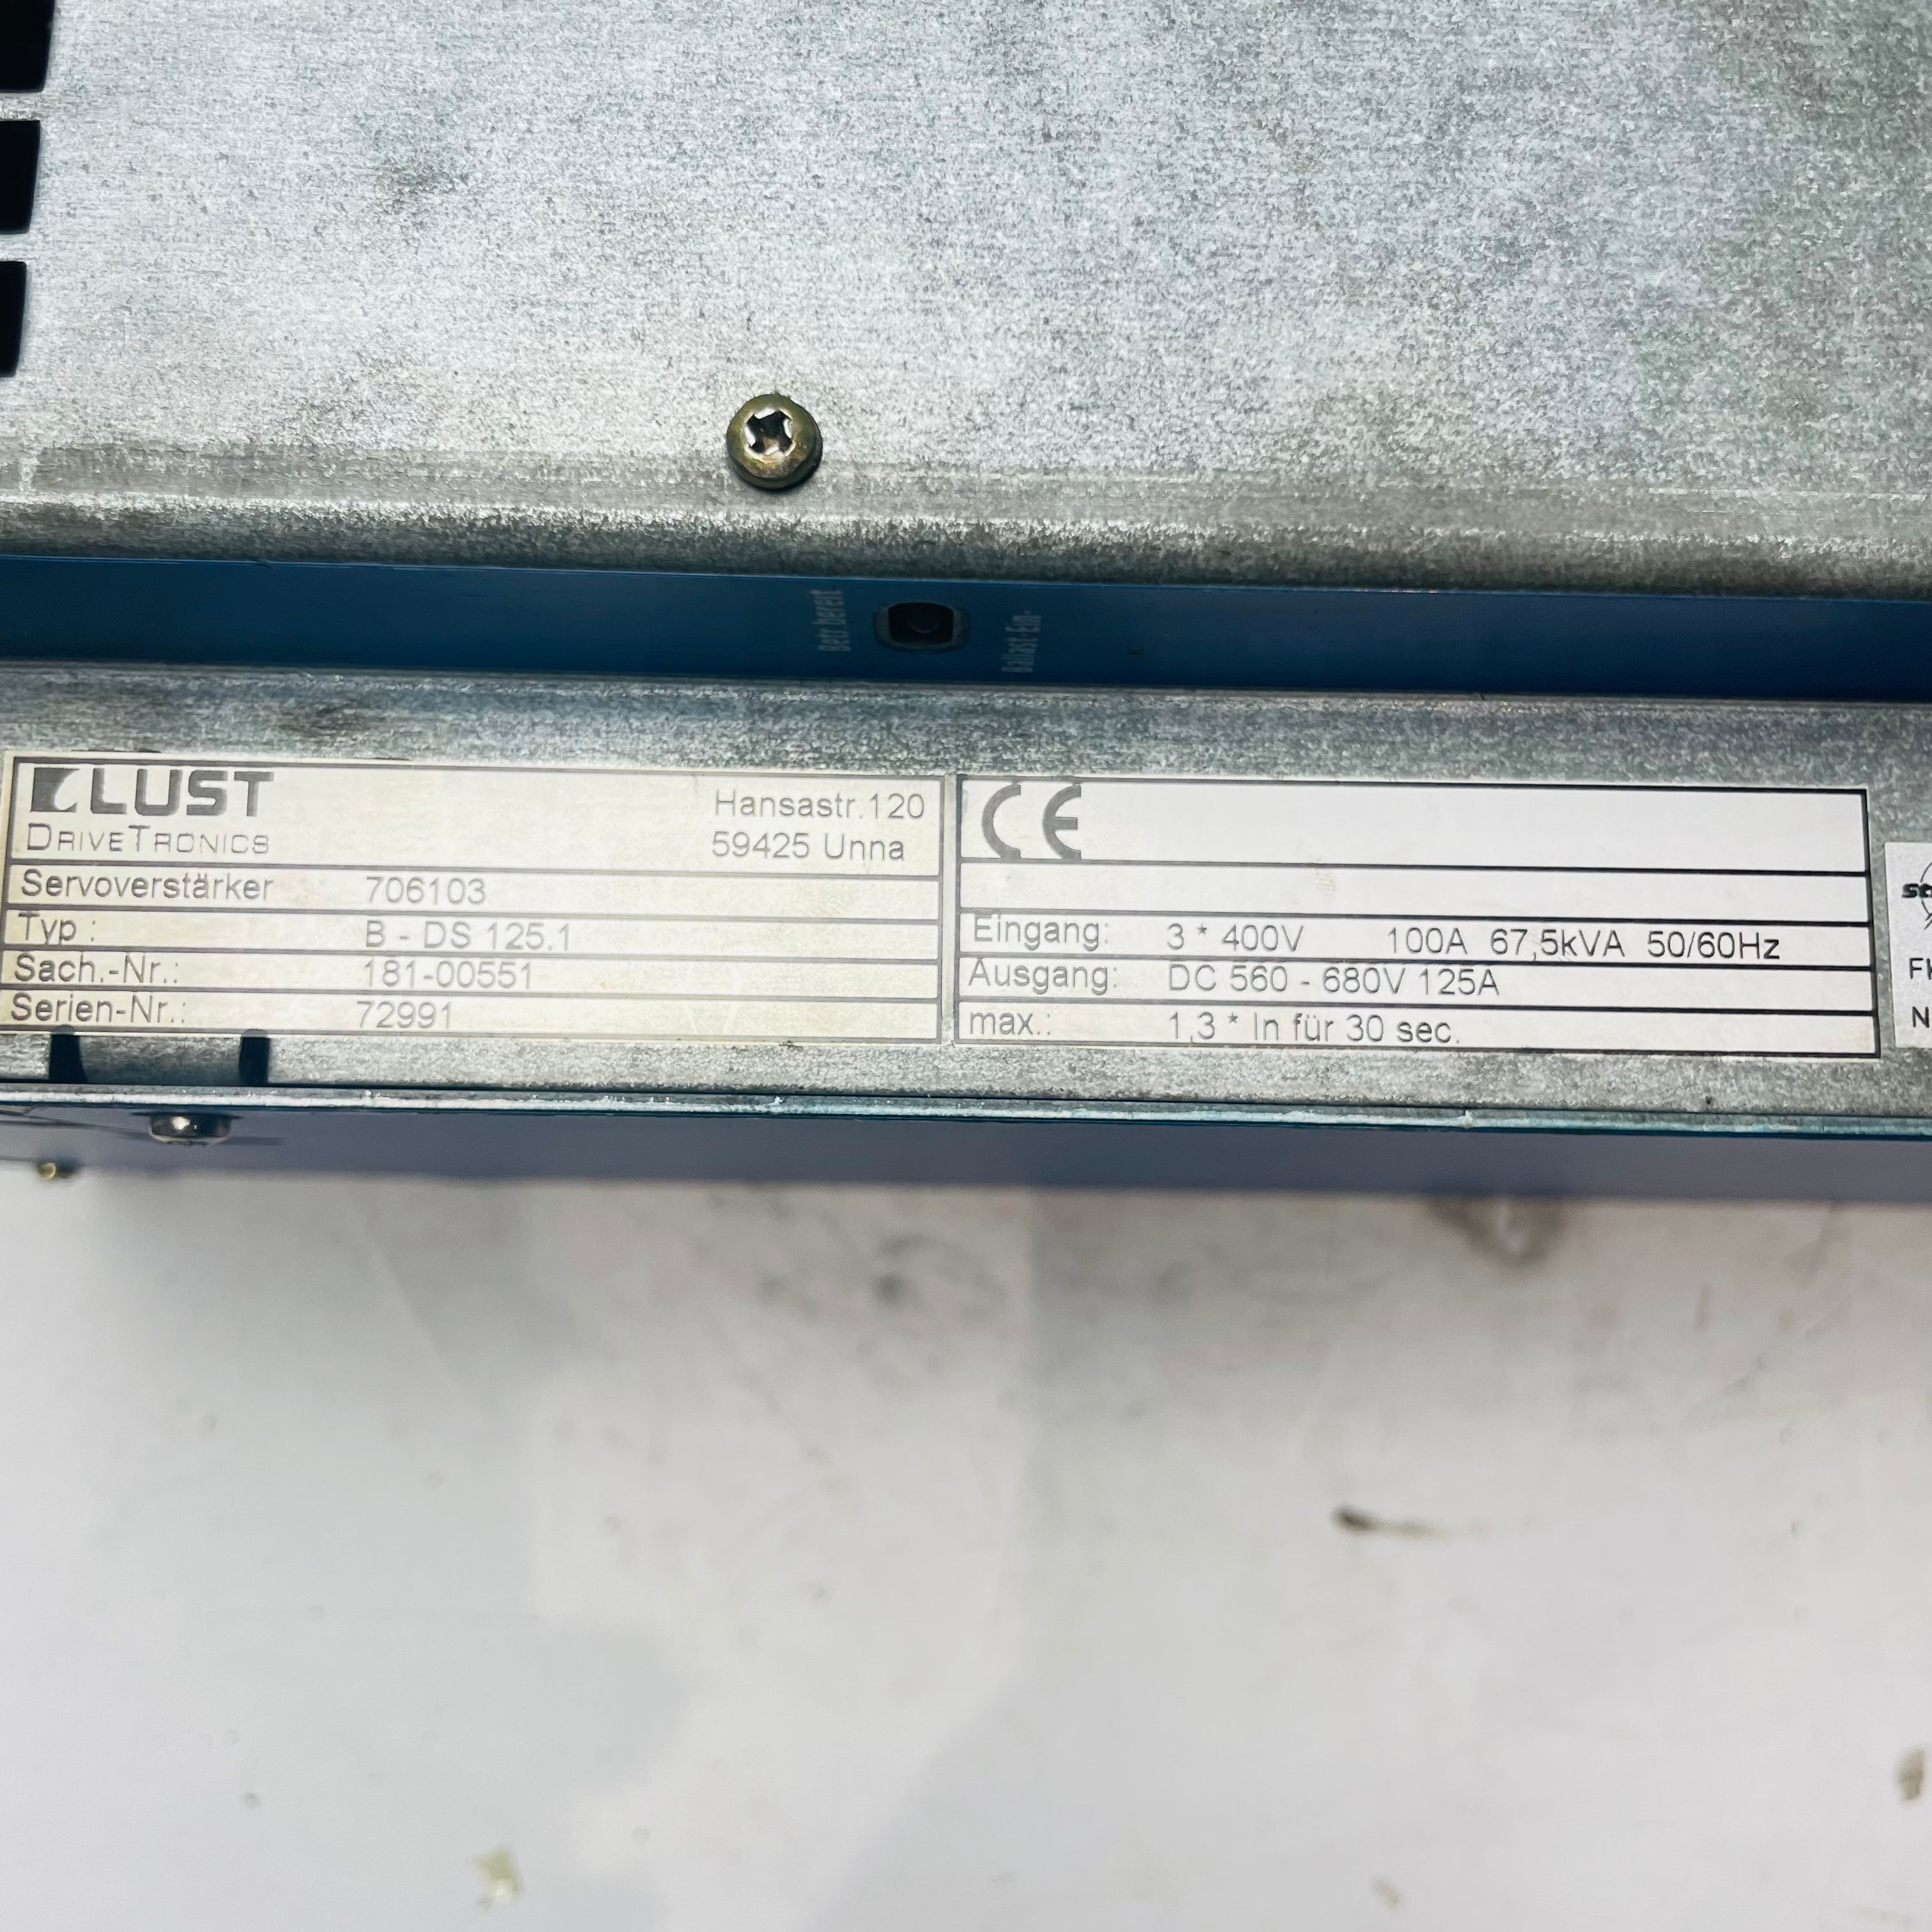 Betr.bereit
Ballast-Ein-
LUST
DRIVETRONICS
Hansastr.120
59425 Unna
Servoverstärker 706103
Typ : B - DS 125.1
Sach.-Nr.: 181-00551
Serien-Nr.: 72991
CE
Eingang: 3 * 400V 100A 67,5kVA 50/60Hz
Ausgang: DC 560 - 680V 125A
max.: 1,3 * In für 30 sec.